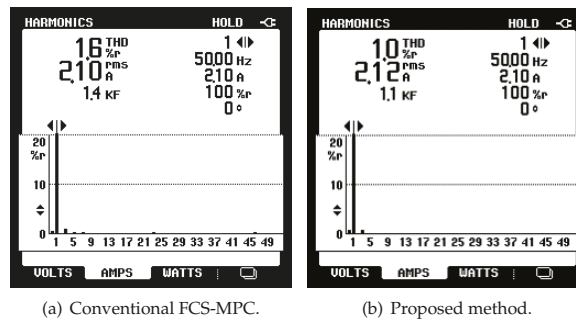 HARMONICS HOLD
1.6 THD %r 1
2.10 rms A 50.00 Hz
2.10 A
1.4 KF 100 %r
0°
20
%r
10
0
1 5 9 13 17 21 25 29 33 37 41 45 49
VOLTS AMPS WATTS
(a) Conventional FCS-MPC.
HARMONICS HOLD
1.0 THD %r 1
2.12 rms A 50.00 Hz
2.10 A
1.1 KF 100 %r
0°
20
%r
10
0
1 5 9 13 17 21 25 29 33 37 41 45 49
VOLTS AMPS WATTS
(b) Proposed method.